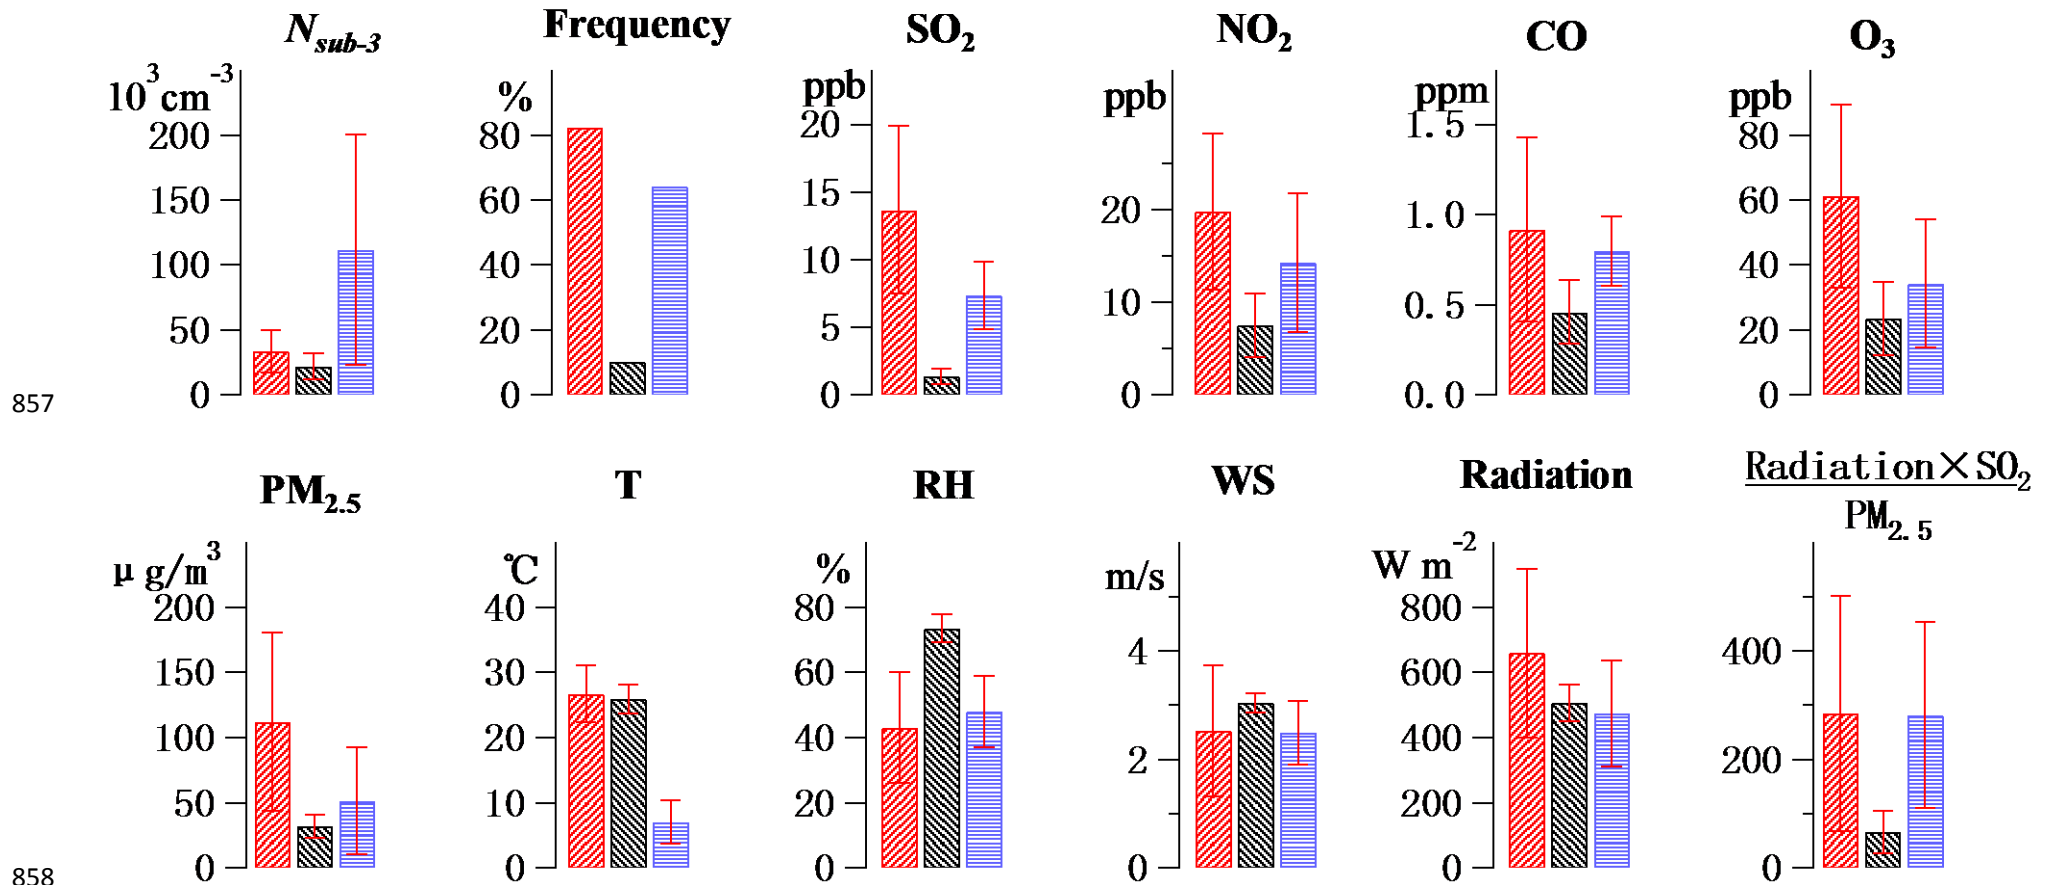 N_sub-3 Frequency SO₂ NO₂ CO O₃
10³cm⁻³ % ppb ppb ppm ppb
200 80 20 20 1.5 80
150 60 15 10 1.0 60
100 40 10 0 0.5 40
50 20 5 0.0 20
0 0 0 0
857
PM₂.₅ T RH WS Radiation Radiation×SO₂
PM₂.₅
μg/m³ ℃ % m/s W m⁻²
200 40 80 4 800 400
150 30 60 2 600 200
100 20 40 0 400 0
50 10 20 200
0 0 0 0
858